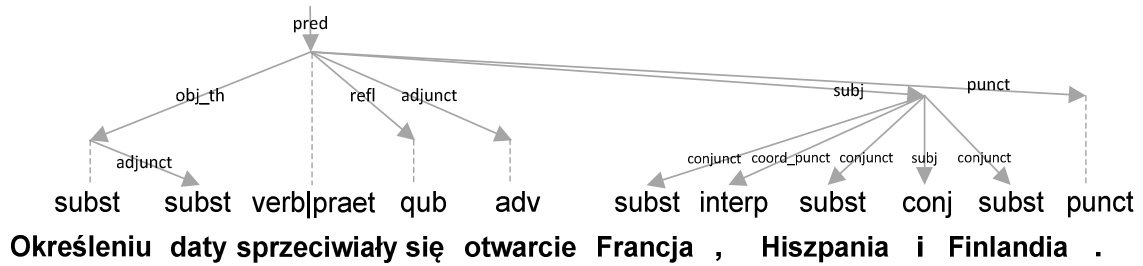 pred
obj_th refl adjunct subj punct
adjunct conjunct coord_punct conjunct subj conjunct
subst subst verb|praet qub adv subst interp subst conj subst punct
Określeniu daty sprzeciwiały się otwarcie Francja , Hiszpania i Finlandia .